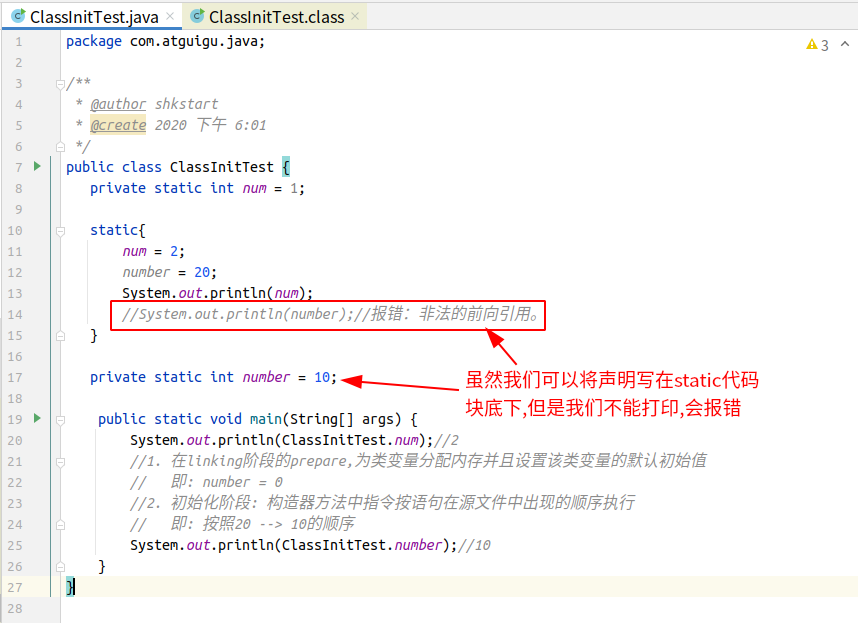 ClassInitTest.java
ClassInitTest.class
3
1 package com.atguigu.java;
2
3 /**
4 * @author shkstart
5 * @create 2020 下午 6:01
6 */
7 public class ClassInitTest {
8 private static int num = 1;
9
10 static{
11 num = 2;
12 number = 20;
13 System.out.println(num);
14 //System.out.println(number);//报错：非法的前向引用。
15 }
16
17 private static int number = 10;
虽然我们可以将声明写在static代码
块底下,但是我们不能打印,会报错
18
19 public static void main(String[] args) {
20 System.out.println(ClassInitTest.num);//2
21 //1. 在linking阶段的prepare,为类变量分配内存并且设置该类变量的默认初始值
22 // 即：number = 0
23 //2. 初始化阶段: 构造器方法中指令按语句在源文件中出现的顺序执行
24 // 即: 按照20 --> 10的顺序
25 System.out.println(ClassInitTest.number);//10
26 }
27 }
28